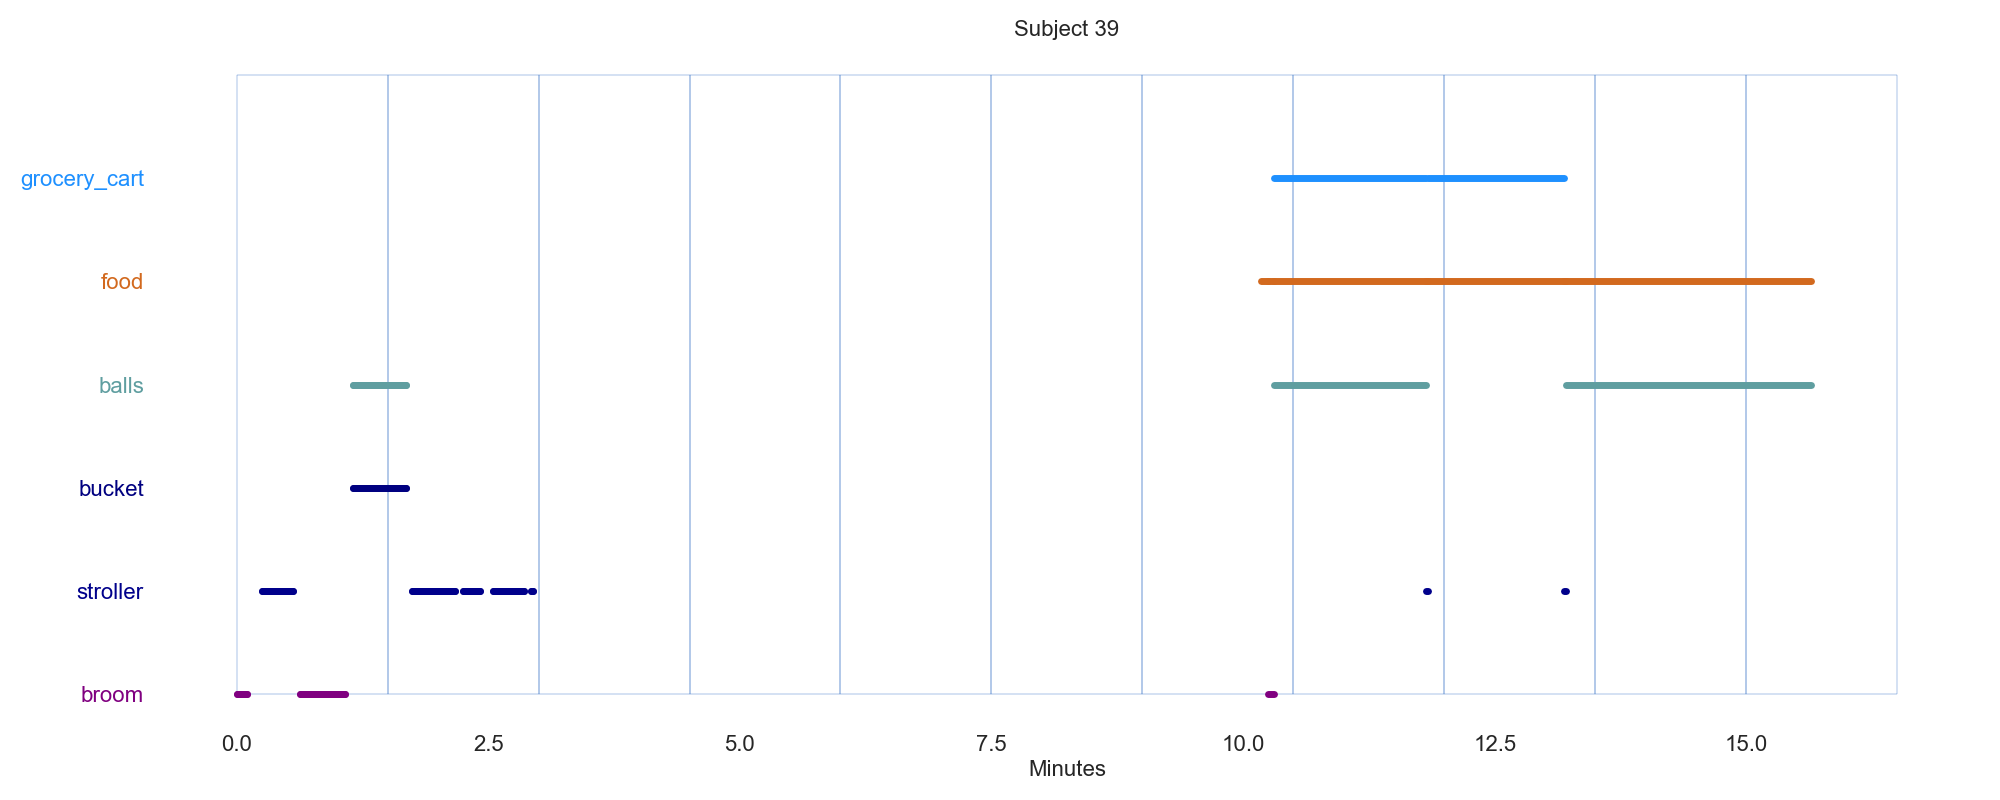 Subject 39
grocery_cart
food
balls
bucket
stroller
broom
0.0 2.5 5.0 7.5 10.0 12.5 15.0
Minutes